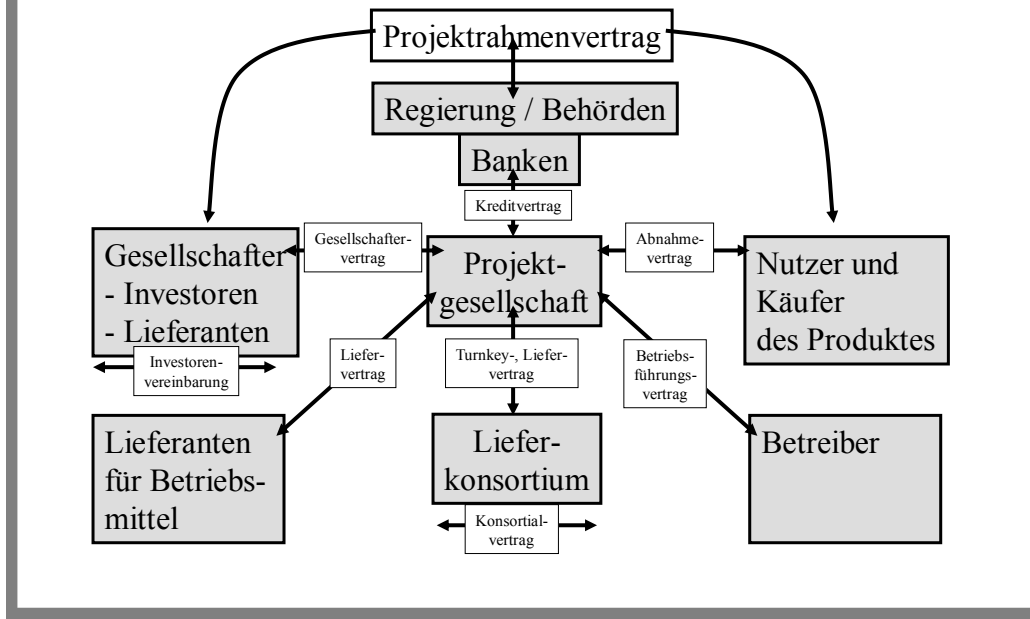 Projektrahmenvertrag
Regierung / Behörden
Banken
Kreditvertrag
Gesellschafter
- Investoren
- Lieferanten
Gesellschafter-
vertrag
Projekt-
gesellschaft
Abnahme-
vertrag
Nutzer und
Käufer
des Produktes
Investoren-
vereinbarung
Liefer-
vertrag
Turnkey-, Liefer-
vertrag
Betriebs-
führungs-
vertrag
Lieferanten
für Betriebs-
mittel
Liefer-
konsortium
Betreiber
Konsortial-
vertrag